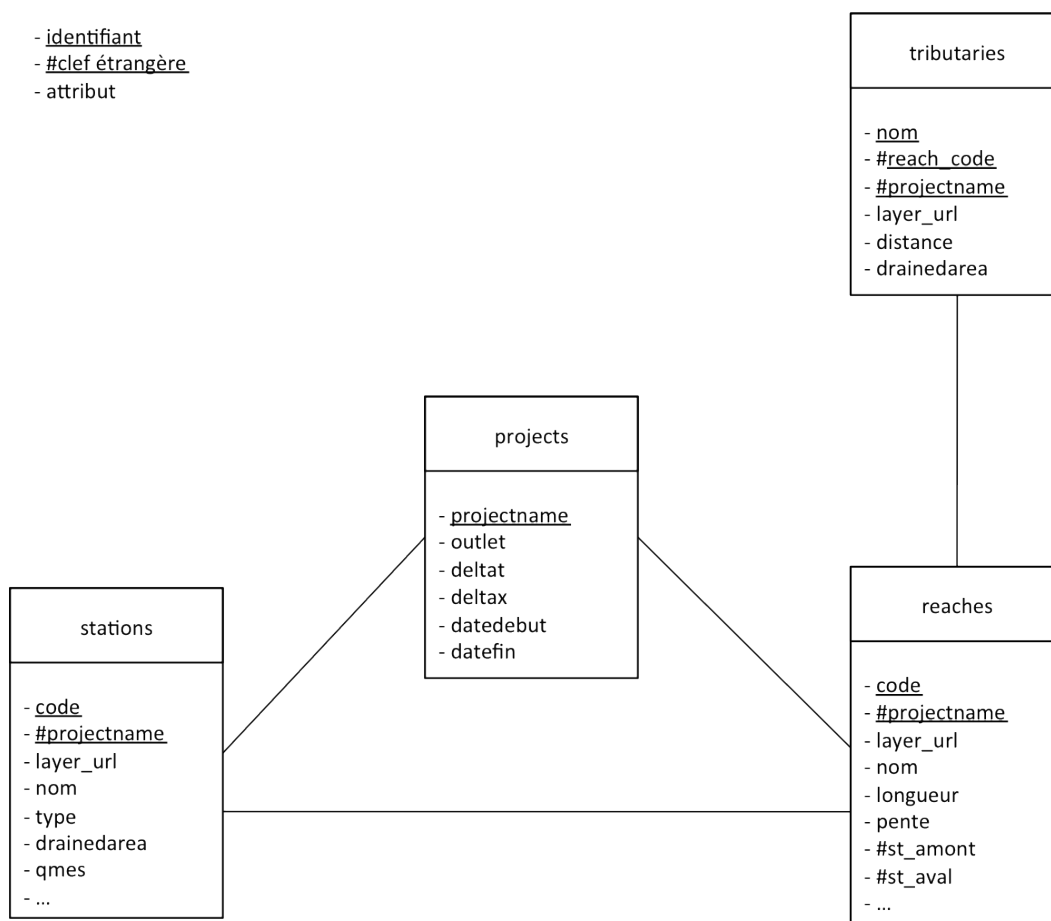 - identifiant
- #clef étrangère
- attribut
tributaries
- nom
- #reach_code
- #projectname
- layer_url
- distance
- drainedarea
projects
- projectname
- outlet
- deltat
- deltax
- datedebut
- datefin
stations
- code
- #projectname
- layer_url
- nom
- type
- drainedarea
- qmes
- ...
reaches
- code
- #projectname
- layer_url
- nom
- longueur
- pente
- #st_amont
- #st_aval
- ...